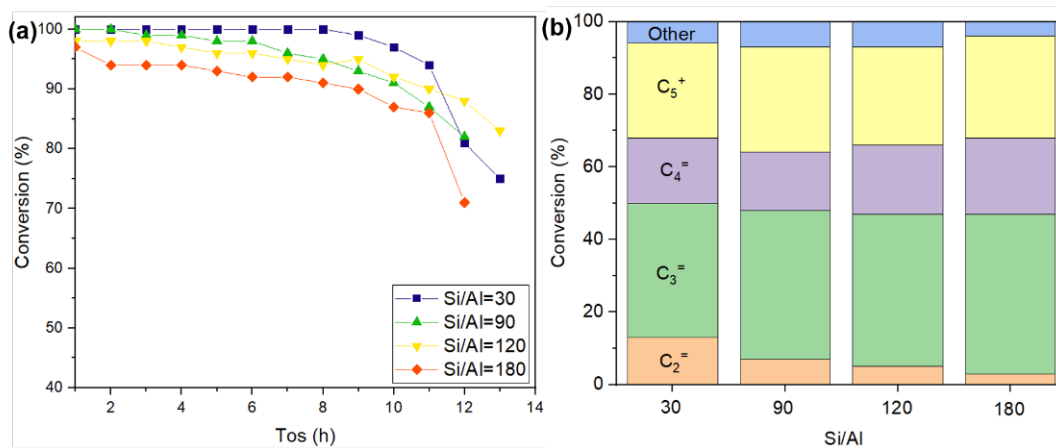 (a)
Conversion (%)
100
90
80
70
60
50
40
2
4
6
8
10
12
14
Tos (h)
Si/Al=30
Si/Al=90
Si/Al=120
Si/Al=180
(b)
Conversion (%)
100
80
60
40
20
0
Other
C₅⁺
C₄⁼
C₃⁼
C₂⁼
30
90
120
180
Si/Al